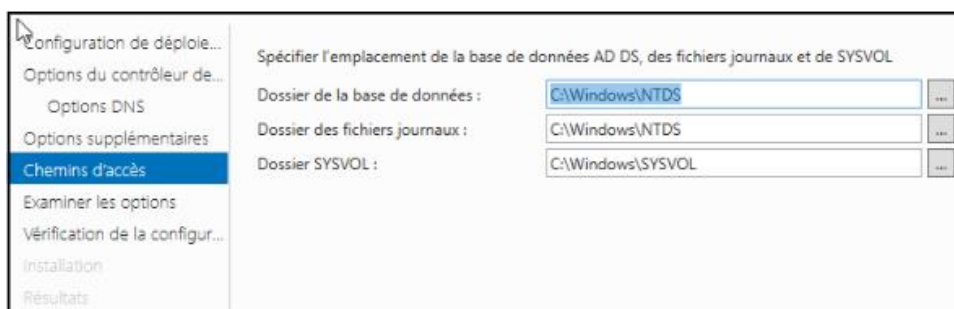 Configuration de déploie...
Options du contrôleur de...
Options DNS
Options supplémentaires
Chemins d'accès
Examiner les options
Vérification de la configur...
Installation
Résultats
Spécifier l'emplacement de la base de données AD DS, des fichiers journaux et de SYSVOL
Dossier de la base de données : C:\Windows\NTDS ...
Dossier des fichiers journaux : C:\Windows\NTDS ...
Dossier SYSVOL : C:\Windows\SYSVOL ...